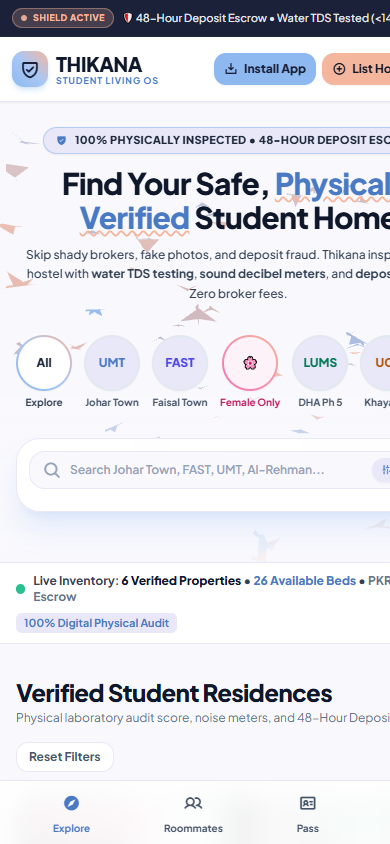 SHIELD ACTIVE 48-Hour Deposit Escrow • Water TDS Tested (<14
THIKANA
STUDENT LIVING OS
Install App
List Ho
100% PHYSICALLY INSPECTED • 48-HOUR DEPOSIT ESC
Find Your Safe, Physical
Verified Student Home
Skip shady brokers, fake photos, and deposit fraud. Thikana insp
hostel with water TDS testing, sound decibel meters, and depos
Zero broker fees.
All
UMT
FAST
LUMS
UC
Explore
Johar Town
Faisal Town
Female Only
DHA Ph 5
Khaya
Search Johar Town, FAST, UMT, Al-Rehman...
Live Inventory: 6 Verified Properties • 26 Available Beds • PKR
Escrow
100% Digital Physical Audit
Verified Student Residences
Physical laboratory audit score, noise meters, and 48-Hour Deposi
Reset Filters
Explore
Roommates
Pass